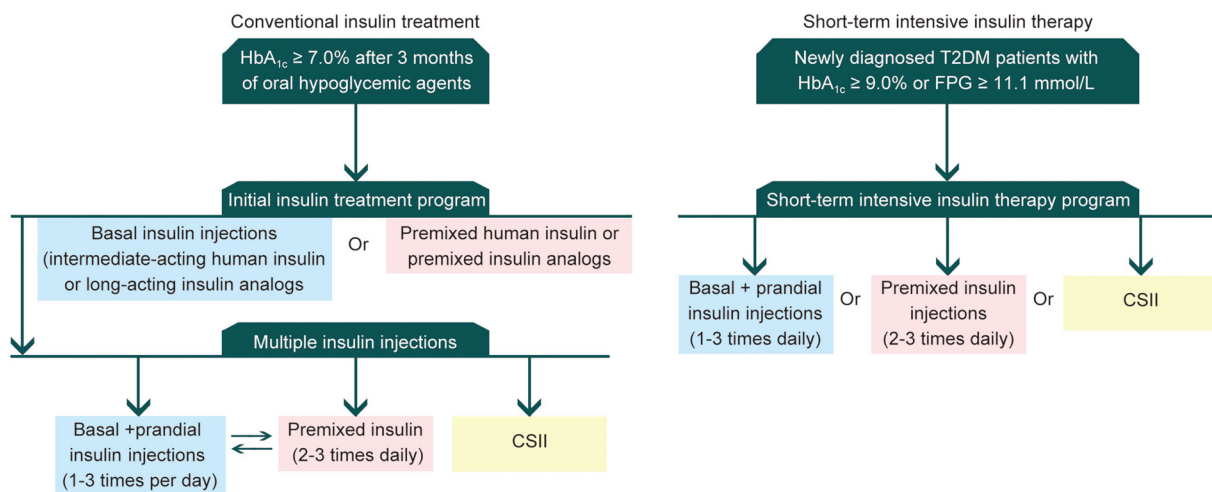 Conventional insulin treatment
HbA1c ≥ 7.0% after 3 months
of oral hypoglycemic agents
Initial insulin treatment program
Basal insulin injections
(intermediate-acting human insulin
or long-acting insulin analogs
Or
Premixed human insulin or
premixed insulin analogs
Multiple insulin injections
Basal +prandial
insulin injections
(1-3 times per day)
Premixed insulin
(2-3 times daily)
CSII
Short-term intensive insulin therapy
Newly diagnosed T2DM patients with
HbA1c ≥ 9.0% or FPG ≥ 11.1 mmol/L
Short-term intensive insulin therapy program
Basal + prandial
insulin injections
(1-3 times daily)
Or
Premixed insulin
injections
(2-3 times daily)
Or
CSII